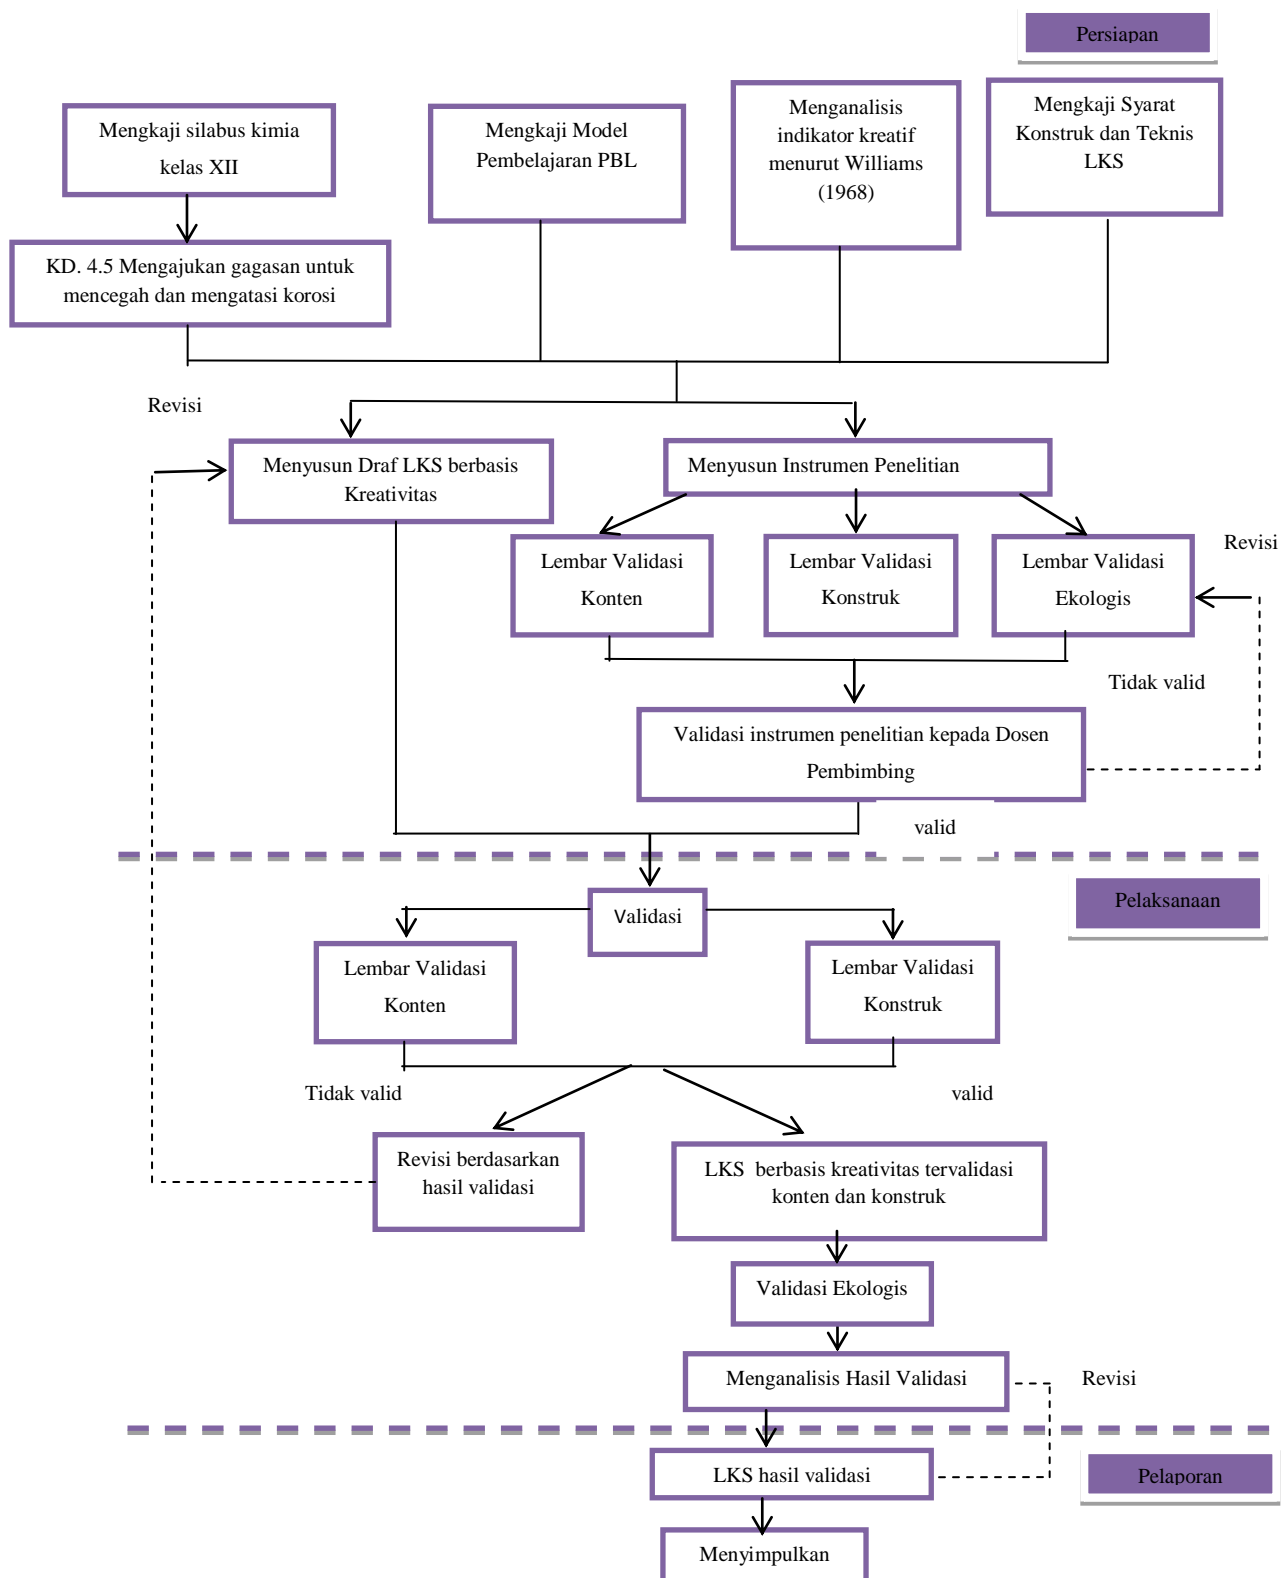 Persiapan
Mengkaji silabus kimia
kelas XII
Mengkaji Model
Pembelajaran PBL
Menganalisis
indikator kreatif
menurut Williams
(1968)
Mengkaji Syarat
Konstruk dan Teknis
LKS
KD. 4.5 Mengajukan gagasan untuk
mencegah dan mengatasi korosi
Revisi
Menyusun Draf LKS berbasis
Kreativitas
Menyusun Instrumen Penelitian
Lembar Validasi
Konten
Lembar Validasi
Konstruk
Lembar Validasi
Ekologis
Revisi
Tidak valid
Validasi instrumen penelitian kepada Dosen
Pembimbing
valid
Pelaksanaan
Validasi
Lembar Validasi
Konten
Lembar Validasi
Konstruk
Tidak valid
valid
Revisi berdasarkan
hasil validasi
LKS  berbasis kreativitas tervalidasi
konten dan konstruk
Validasi Ekologis
Menganalisis Hasil Validasi
Revisi
LKS hasil validasi
Pelaporan
Menyimpulkan